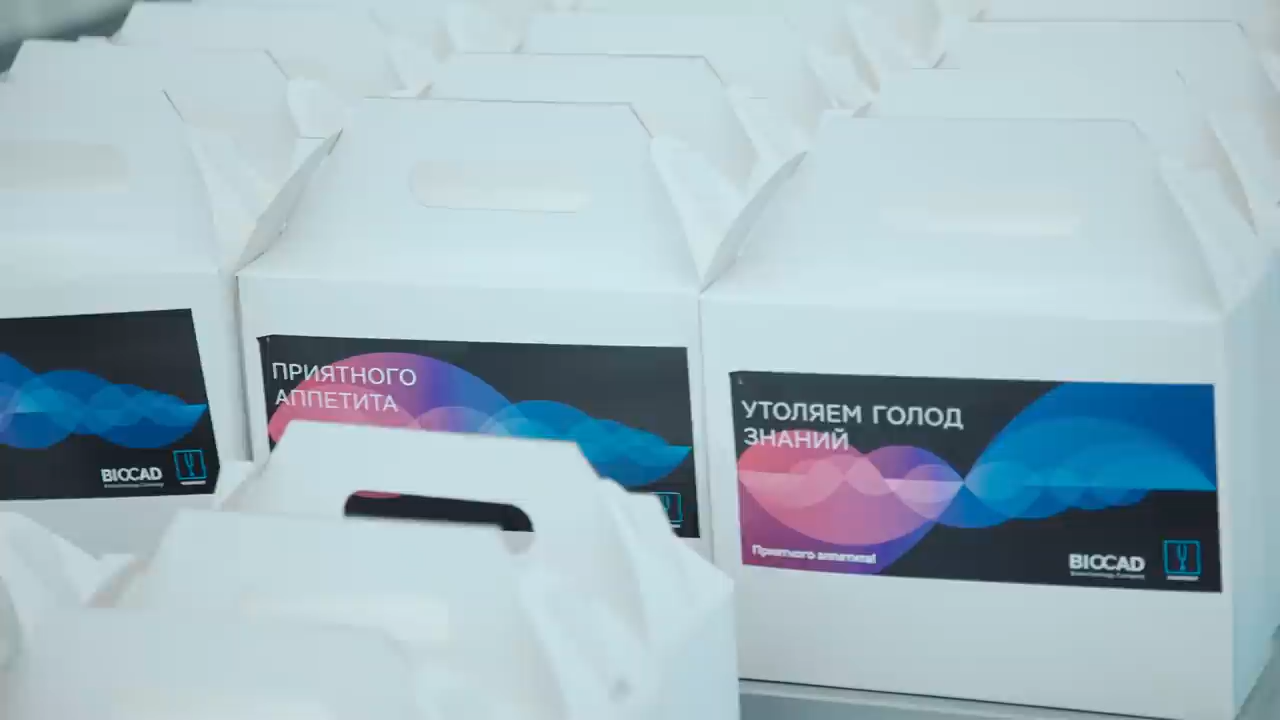 BIOCAD
ПРИЯТНОГО
АППЕТИТА
УТОЛЯЕМ ГОЛОД
ЗНАНИЙ
Приятного аппетита!
BIOCAD